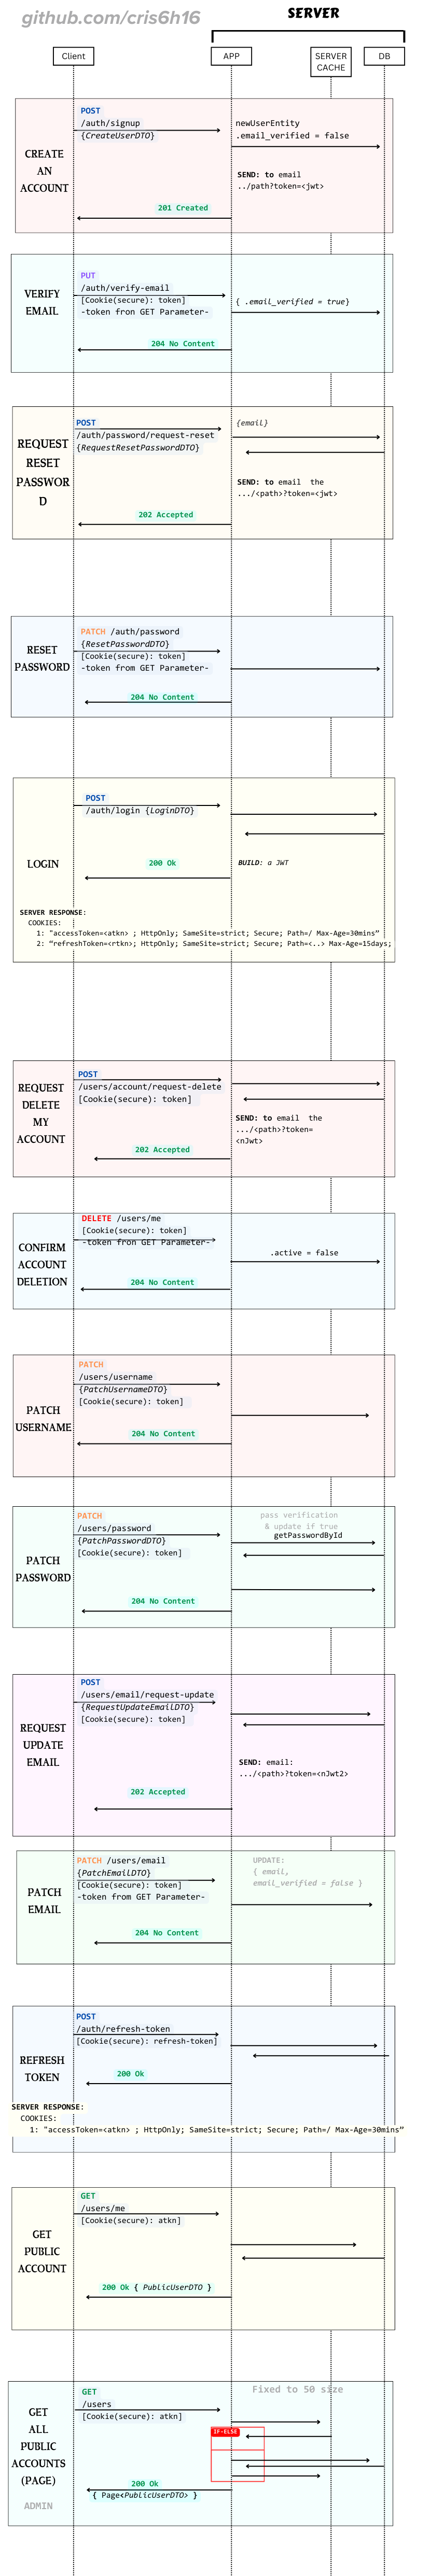 github.com/cris6h16
SERVER
Client
APP
SERVER
CACHE
DB
CREATE
AN
ACCOUNT
POST
/auth/signup
{CreateUserDTO}
newUserEntity
.email_verified = false
SEND: to email
../path?token=<jwt>
201 Created
VERIFY
EMAIL
PUT
/auth/verify-email
[Cookie(secure): token]
-token fron GET Parameter-
{ .email_verified = true}
204 No Content
REQUEST
RESET
PASSWOR
D
POST
/auth/password/request-reset
{RequestResetPasswordDTO}
{email}
SEND: to email the
.../<path>?token=<jwt>
202 Accepted
RESET
PASSWORD
PATCH /auth/password
{ResetPasswordDTO}
[Cookie(secure): token]
-token from GET Parameter-
204 No Content
LOGIN
POST
/auth/login {LoginDTO}
200 Ok
BUILD: a JWT
SERVER RESPONSE:
COOKIES:
1: "accessToken=<atkn> ; HttpOnly; SameSite=strict; Secure; Path=/ Max-Age=30mins”
2: “refreshToken=<rtkn>; HttpOnly; SameSite=strict; Secure; Path=<..> Max-Age=15days;
REQUEST
DELETE
MY
ACCOUNT
POST
/users/account/request-delete
[Cookie(secure): token]
SEND: to email the
.../<path>?token=
<nJwt>
202 Accepted
CONFIRM
ACCOUNT
DELETION
DELETE /users/me
[Cookie(secure): token]
-token fron GET Parameter-
.active = false
204 No Content
PATCH
USERNAME
PATCH
/users/username
{PatchUsernameDTO}
[Cookie(secure): token]
204 No Content
PATCH
PASSWORD
PATCH
/users/password
{PatchPasswordDTO}
[Cookie(secure): token]
pass verification
& update if true
getPasswordById
204 No Content
REQUEST
UPDATE
EMAIL
POST
/users/email/request-update
{RequestUpdateEmailDTO}
[Cookie(secure): token]
SEND: email:
.../<path>?token=<nJwt2>
202 Accepted
PATCH
EMAIL
PATCH /users/email
{PatchEmailDTO}
[Cookie(secure): token]
-token from GET Parameter-
UPDATE:
{ email,
email_verified = false }
204 No Content
REFRESH
TOKEN
POST
/auth/refresh-token
[Cookie(secure): refresh-token]
200 Ok
SERVER RESPONSE:
COOKIES:
1: "accessToken=<atkn> ; HttpOnly; SameSite=strict; Secure; Path=/ Max-Age=30mins”
GET
PUBLIC
ACCOUNT
GET
/users/me
[Cookie(secure): atkn]
200 Ok { PublicUserDTO }
GET
ALL
PUBLIC
ACCOUNTS
(PAGE)
ADMIN
GET
/users
[Cookie(secure): atkn]
Fixed to 50 size
IF-ELSE
200 Ok
{ Page<PublicUserDTO> }